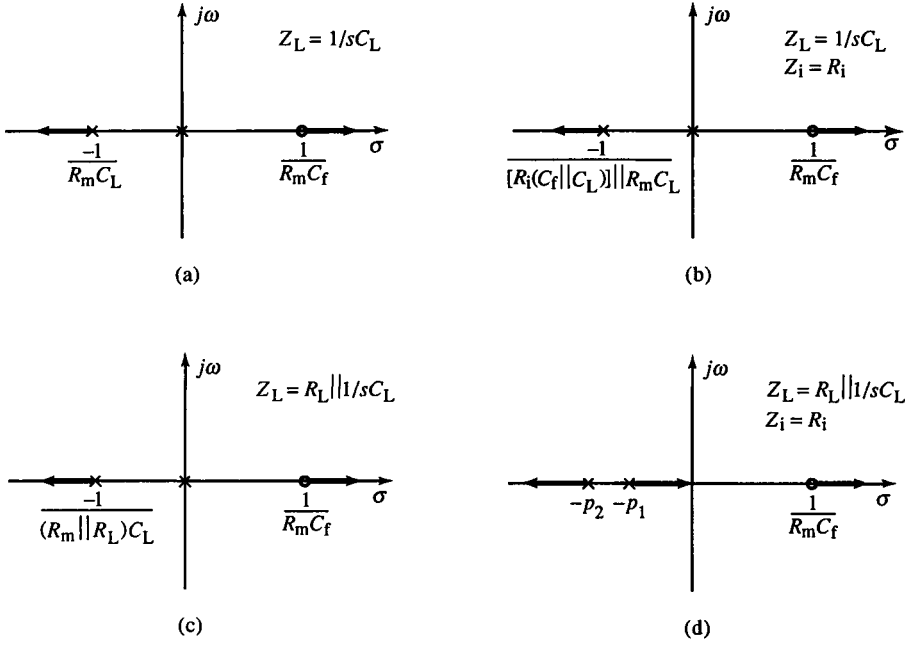 jω
Z_L = 1/sC_L
σ
−1
R_mC_L
1
R_mC_f
(a)
jω
Z_L = 1/sC_L
Z_i = R_i
σ
−1
[R_i(C_f||C_L)]||R_mC_L
1
R_mC_f
(b)
jω
Z_L = R_L||1/sC_L
σ
−1
(R_m||R_L)C_L
1
R_mC_f
(c)
jω
Z_L = R_L||1/sC_L
Z_i = R_i
σ
−p_2 −p_1
1
R_mC_f
(d)